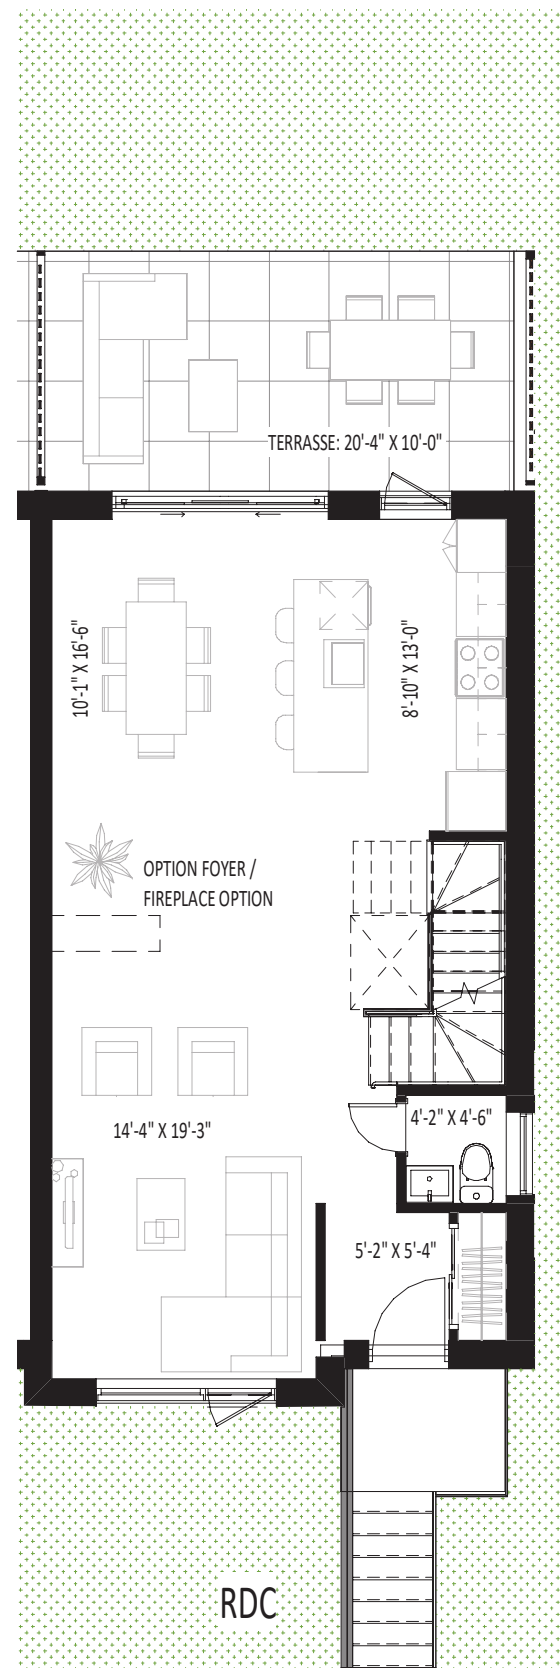 TERRASSE: 20'-4" X 10'-0"
10'-1" X 16'-6"
8'-10" X 13'-0"
OPTION FOYER /
FIREPLACE OPTION
14'-4" X 19'-3"
4'-2" X 4'-6"
5'-2" X 5'-4"
RDC